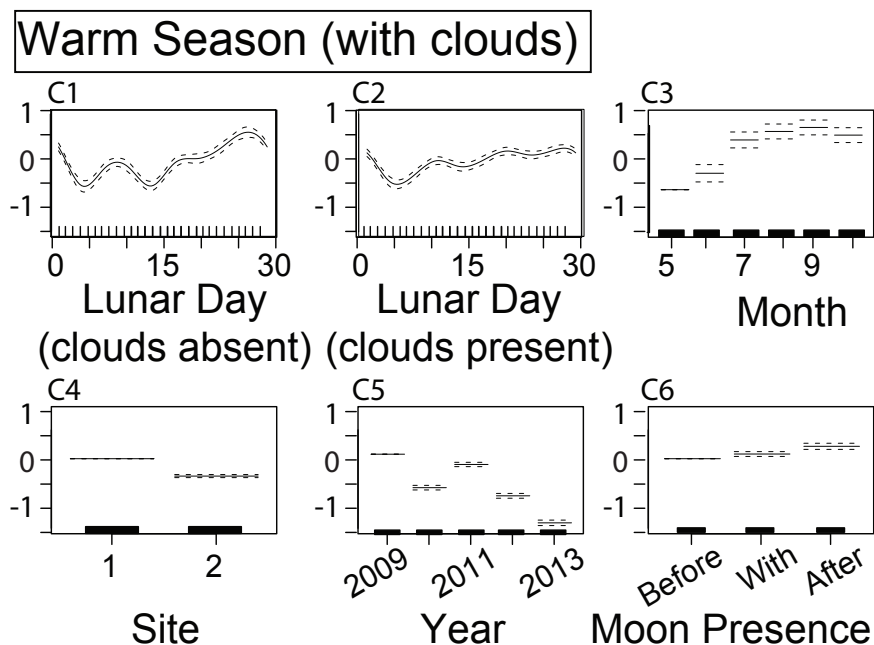 Warm Season (with clouds)
C1 C2 C3
1 1 1
0 0 0
-1 -1 -1
0 15 30 0 15 30 5 7 9
Lunar Day Lunar Day Month
(clouds absent) (clouds present)
C4 C5 C6
1 1 1
0 0 0
-1 -1 -1
1 2 2009 2011 2013 Before With After
Site Year Moon Presence